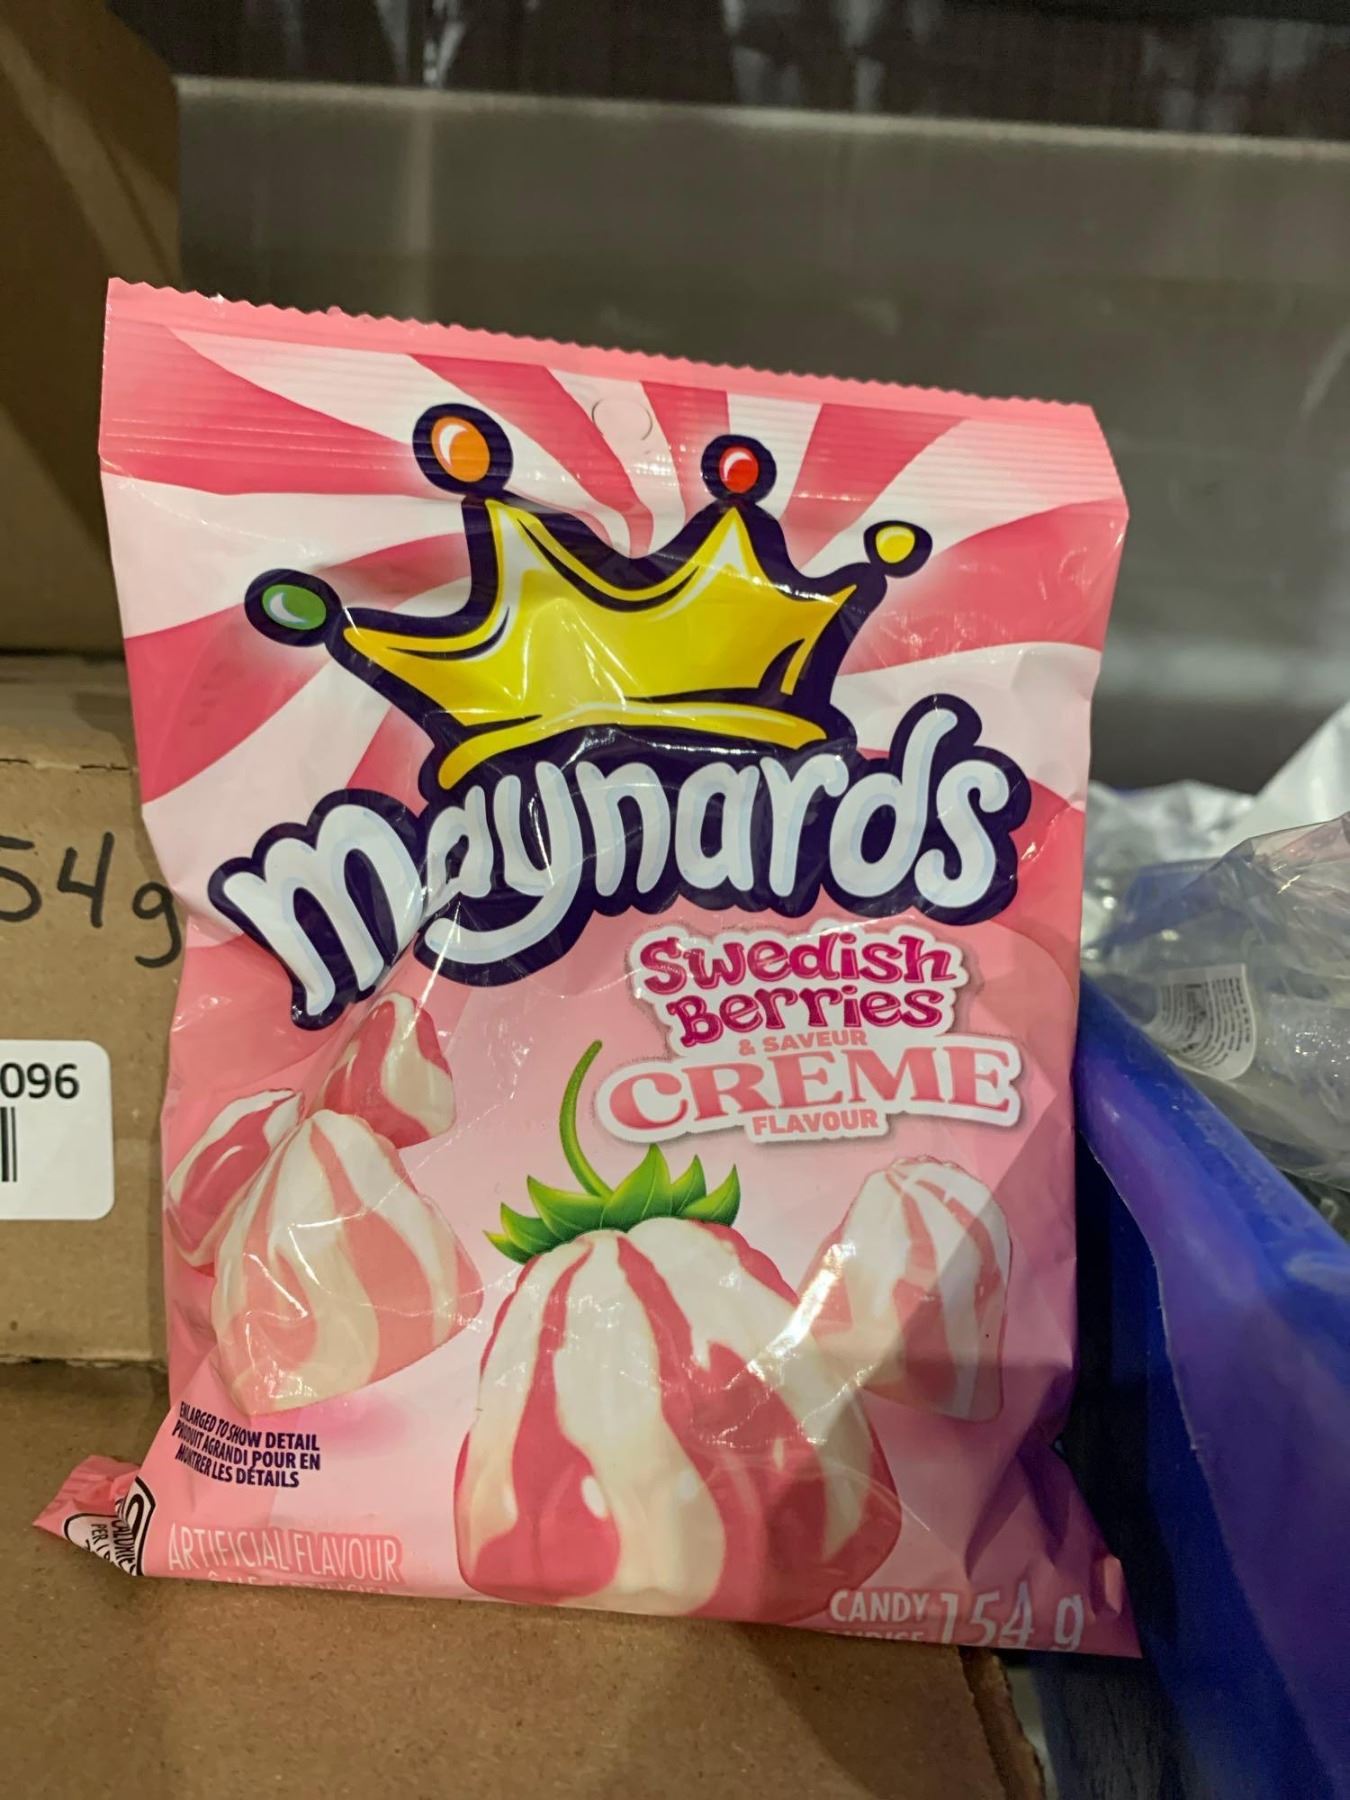 maynards
Swedish
Berries
& SAVEUR
CREME
FLAVOUR
54g
096
ENLARGED TO SHOW DETAIL
PRODUIT AGRANDI POUR EN
MONTRER LES DÉTAILS
ARTIFICIAL FLAVOUR
CANDY 154 g
PER